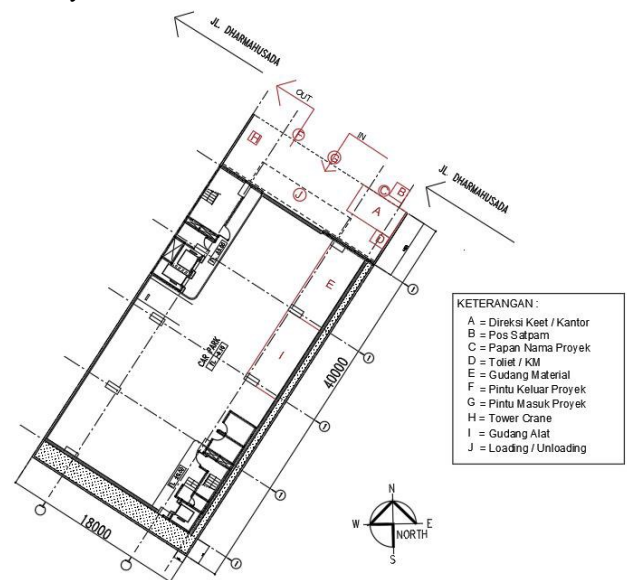 JL. DHARMAHUSADA
OUT
IN
H
F
G
C
B
JL. DHARMAHUSADA
J
A
D
E
CAR PARK
I
40000
18000
KETERANGAN :
A = Direksi Keet / Kantor
B = Pos Satpam
C = Papan Nama Proyek
D = Toliet / KM
E = Gudang Material
F = Pintu Keluar Proyek
G = Pintu Masuk Proyek
H = Tower Crane
I = Gudang Alat
J = Loading / Unloading
N
W
E
NORTH
S